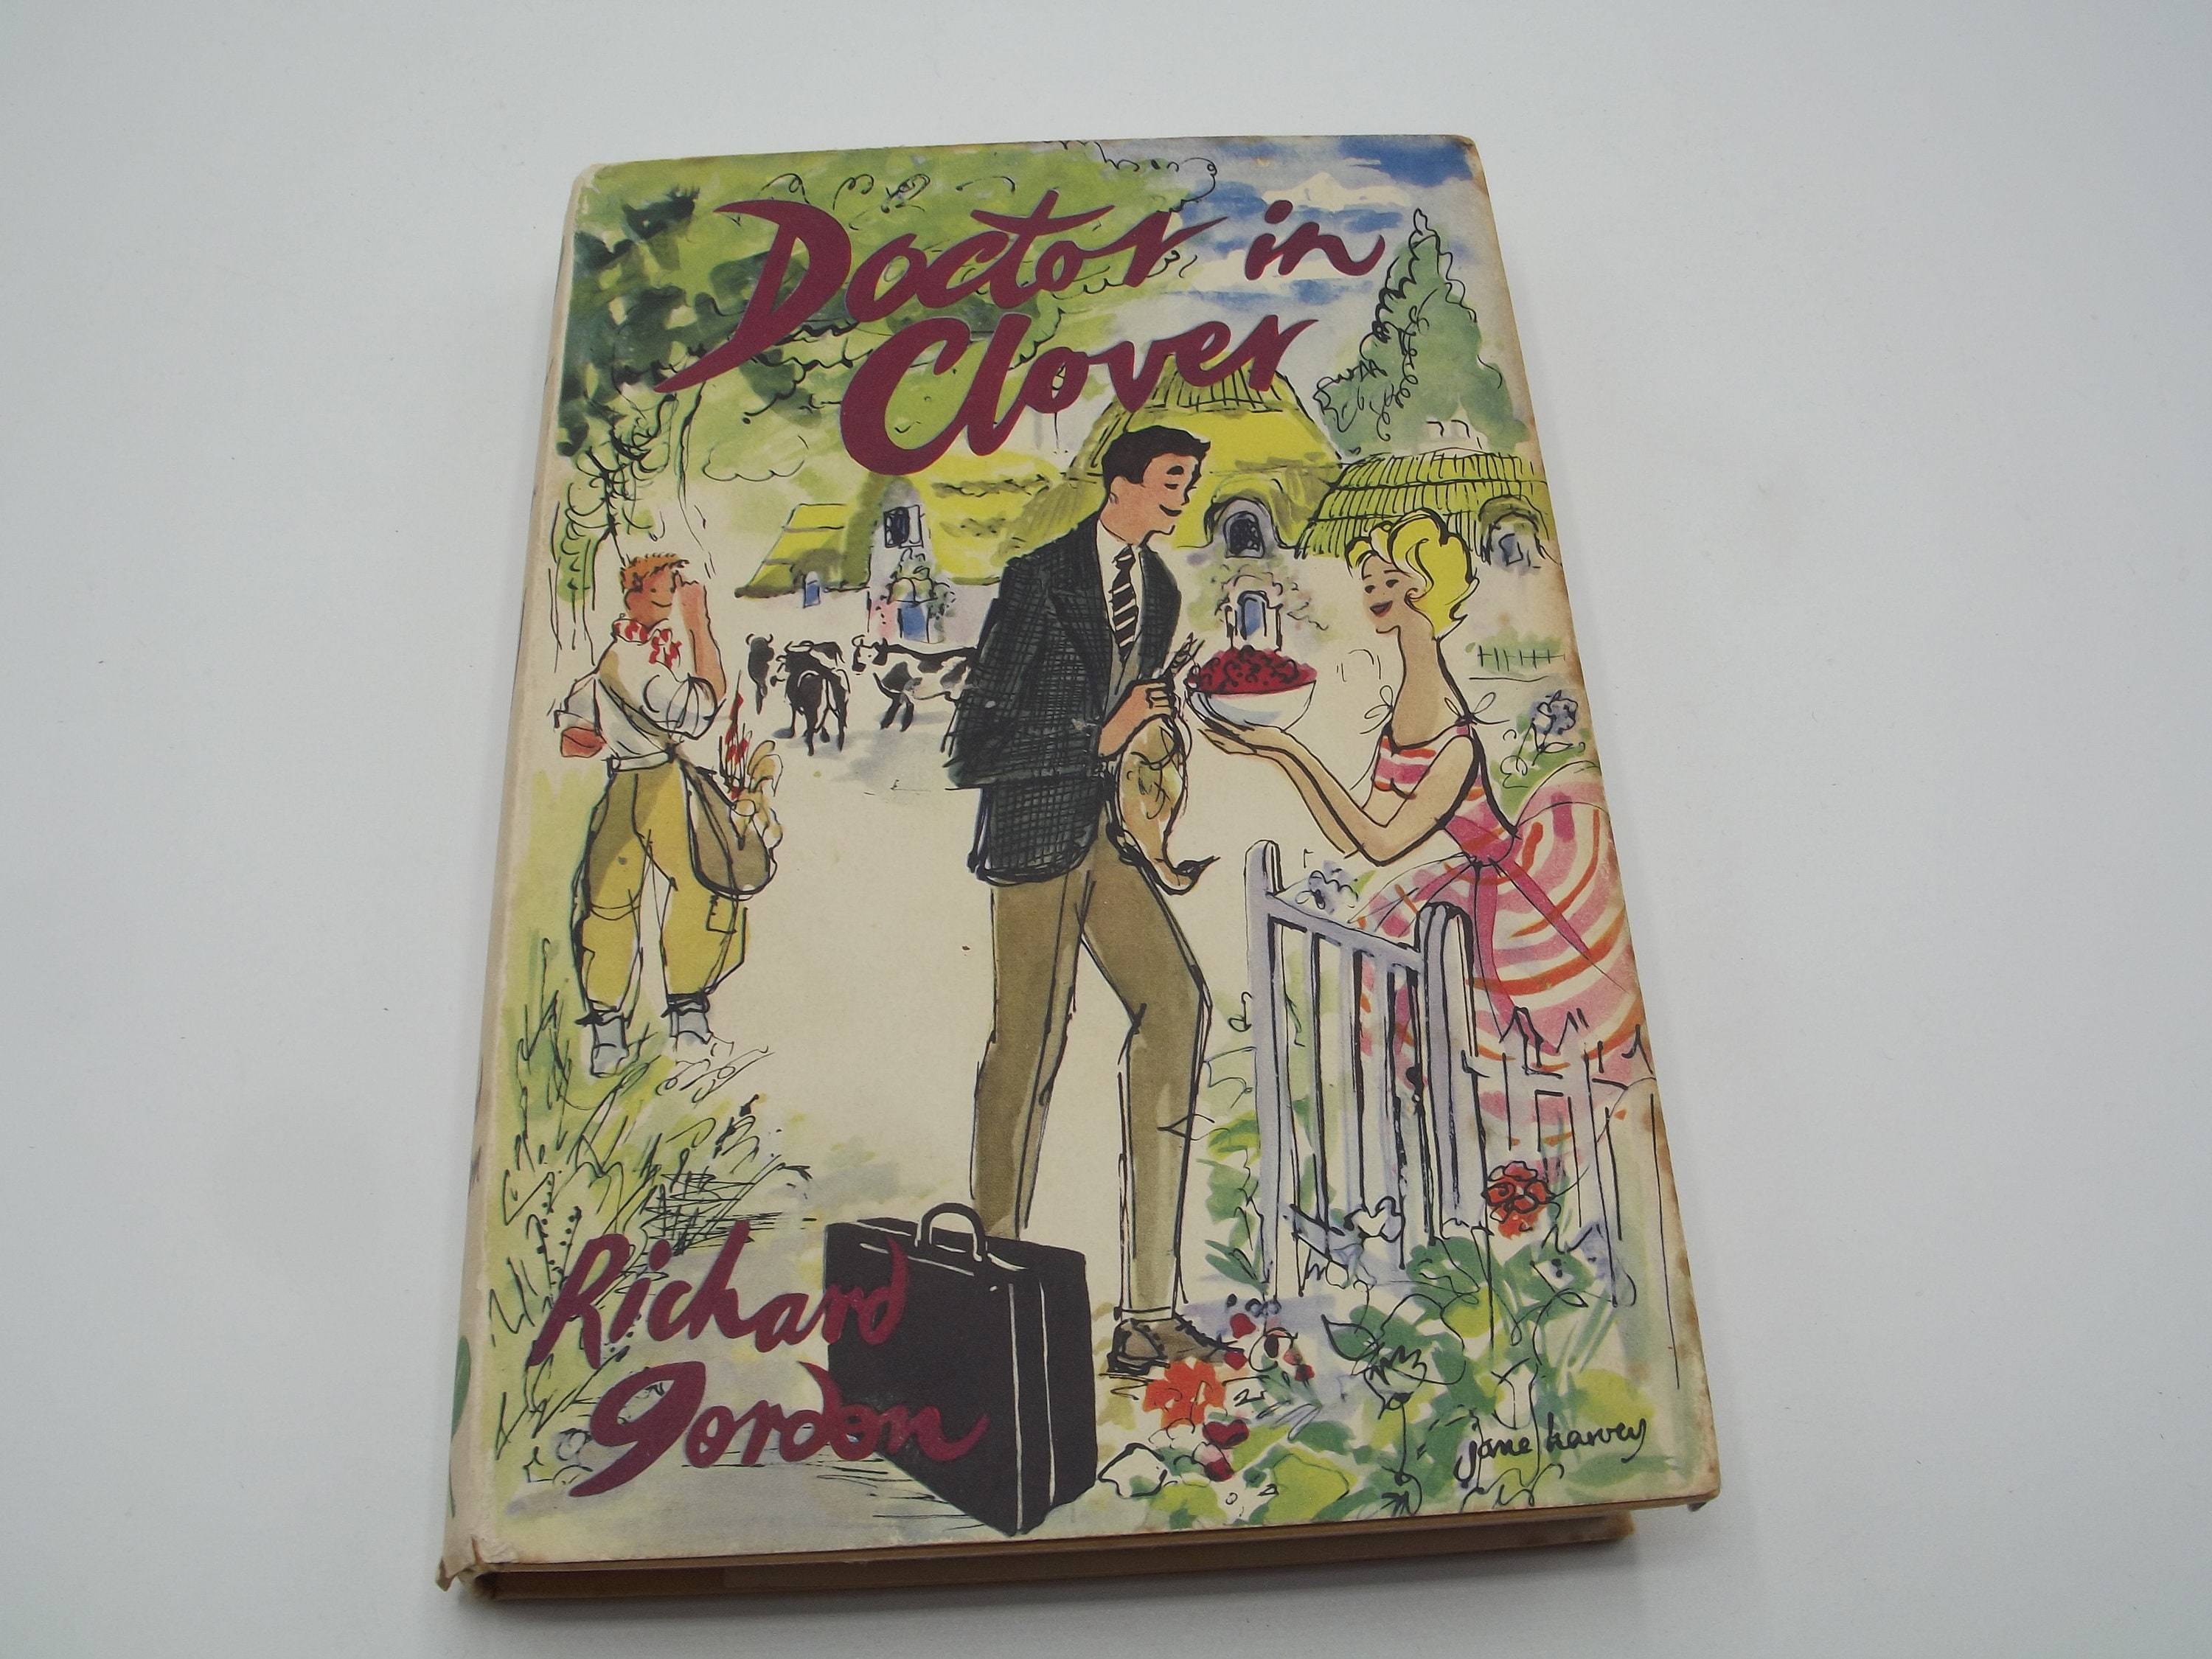 Doctor in
Clover
Richard
Gordon
jane harvey